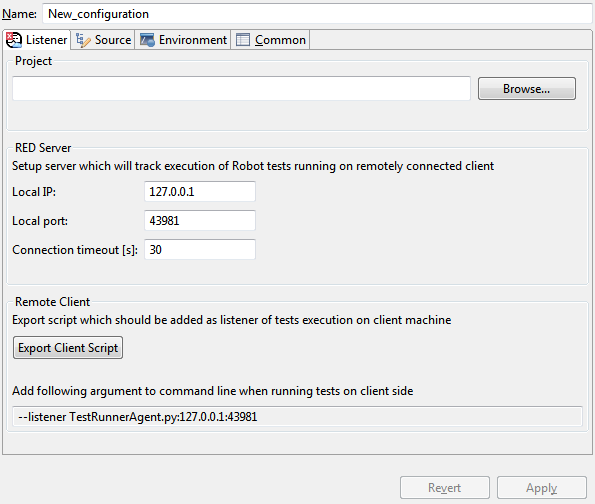 Name: New_configuration
Listener Source Environment Common
Project
Browse...
RED Server
Setup server which will track execution of Robot tests running on remotely connected client
Local IP: 127.0.0.1
Local port: 43981
Connection timeout [s]: 30
Remote Client
Export script which should be added as listener of tests execution on client machine
Export Client Script
Add following argument to command line when running tests on client side
--listener TestRunnerAgent.py:127.0.0.1:43981
Revert Apply